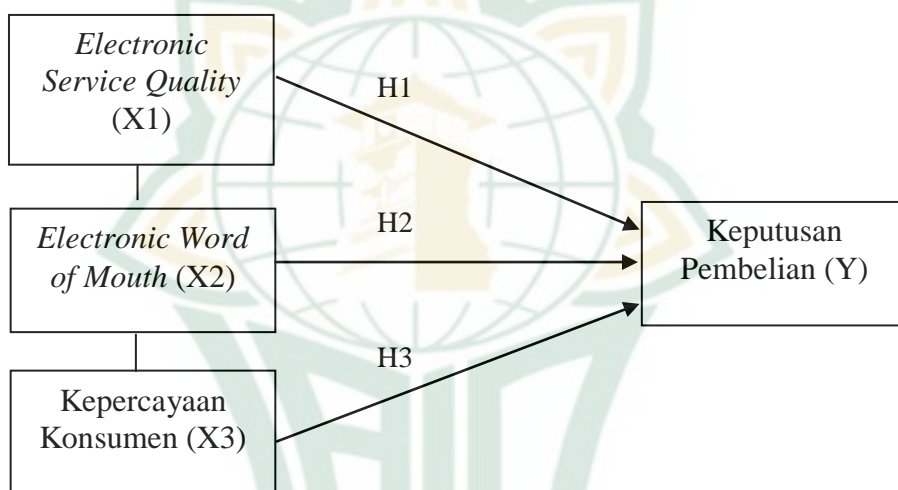 Electronic
Service Quality
(X1)
H1
Electronic Word
of Mouth (X2)
H2
Keputusan
Pembelian (Y)
H3
Kepercayaan
Konsumen (X3)